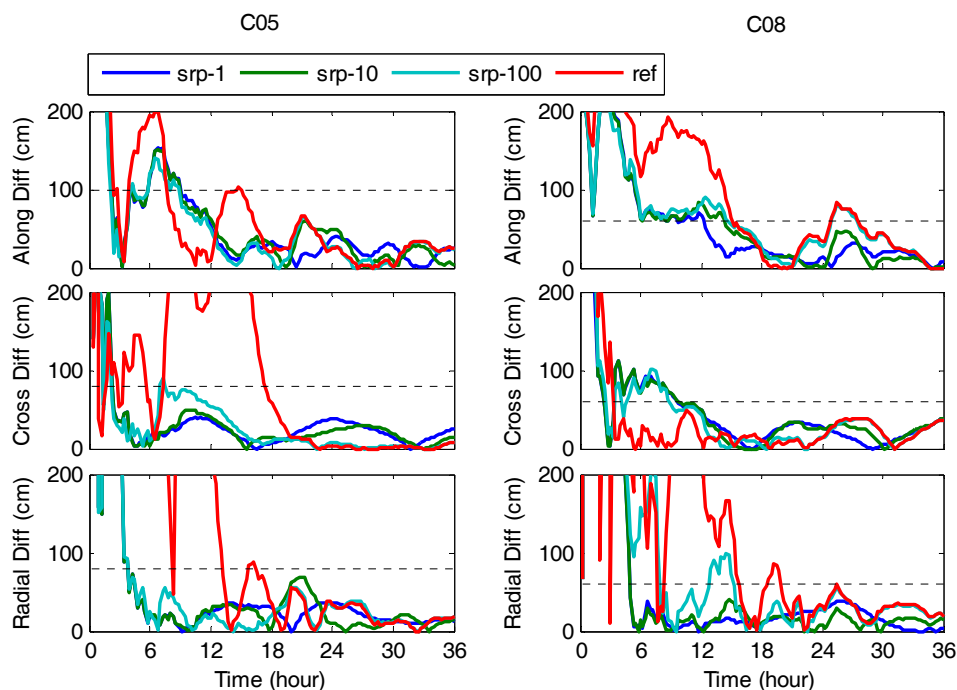 C05 C08
srp-1 srp-10 srp-100 ref
200 200
100 100
0 0
Along Diff (cm) Along Diff (cm)
200 200
100 100
0 0
Cross Diff (cm) Cross Diff (cm)
200 200
100 100
0 0
Radial Diff (cm) Radial Diff (cm)
0 6 12 18 24 30 36 0 6 12 18 24 30 36
Time (hour) Time (hour)